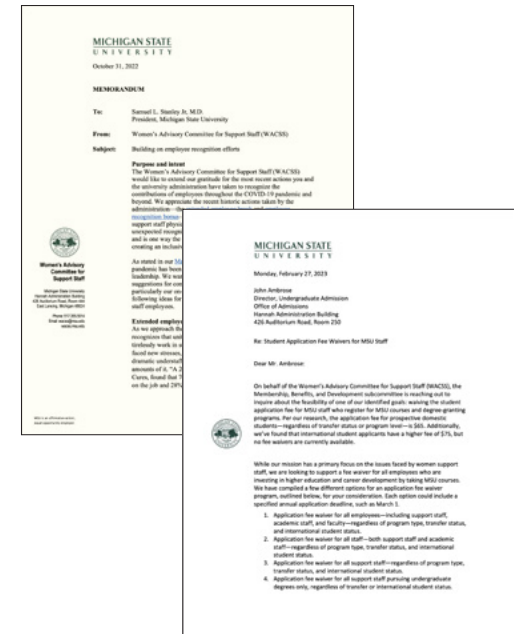 MICHIGAN STATE
UNIVERSITY
October 31, 2022
MEMORANDUM
To: Samuel L. Stanley Jr. M.D.
President, Michigan State University
From: Women's Advisory Committee for Support Staff (WACSS)
Subject: Building on employee recognition efforts
Purpose and intent
The Women's Advisory Committee for Support Staff (WACSS)
would like to extend our gratitude for the most recent actions you and
the university administration have taken to recognize the
contributions of employees throughout the COVID-19 pandemic and
beyond. We appreciate the recent historic actions taken by the
administration—the
recognition bonus
support staff
unexpected
and is one way the
creating an
As stated in our
pandemic has been
leadership. We
suggestions for
particularly our on-
following ideas for
staff employees.
Extended
As we approach the
recognizes that
tirelessly work in
faced new stresses,
dramatic
amounts of it. "A 2
Cares, found that 7
on the job and 28%
Women's Advisory
Committee for
Support Staff
Michigan State University
Hannah Administration Building
426 Auditorium Road, Room
East Lansing, Michigan
MICHIGAN STATE
UNIVERSITY
Monday, February 27, 2023
John Ambrose
Director, Undergraduate Admission
Office of Admissions
Hannah Administration Building
426 Auditorium Road, Room 250
Re: Student Application Fee Waivers for MSU Staff
Dear Mr. Ambrose:
On behalf of the Women's Advisory Committee for Support Staff (WACSS), the
Membership, Benefits, and Development subcommittee is reaching out to
inquire about the feasibility of one of our identified goals: waiving the student
application fee for MSU staff who register for MSU courses and degree-granting
programs. Per our research, the application fee for prospective domestic
students—regardless of transfer status or program level—is $65. Additionally,
we've found that international student applicants have a higher fee of $75, but
no fee waivers are currently available.
While our mission has a primary focus on the issues faced by women support
staff, we are looking to support a fee waiver for all employees who are
investing in higher education and career development by taking MSU courses.
We have compiled a few different options for an application fee waiver
program, outlined below, for your consideration. Each option could include a
specified annual application deadline, such as March 1.
1. Application fee waiver for all employees—including support staff,
academic staff, and faculty—regardless of program type, transfer status,
and international student status.
2. Application fee waiver for all staff—both support staff and academic
staff—regardless of program type, transfer status, and international
student status.
3. Application fee waiver for all support staff—regardless of program type,
transfer status, and international student status.
4. Application fee waiver for all support staff pursuing undergraduate
degrees only, regardless of transfer or international student status.